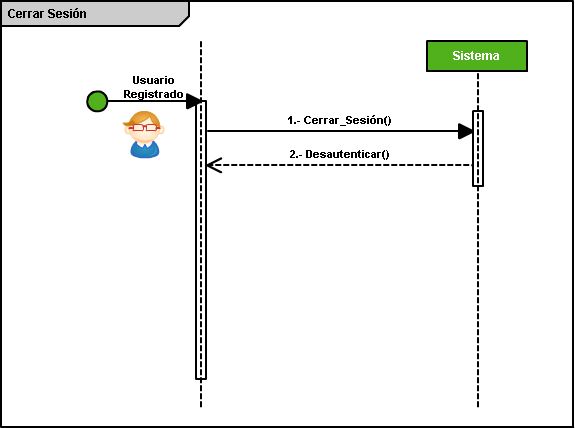 Cerrar Sesión
Sistema
Usuario
Registrado
1.- Cerrar_Sesión()
2.- Desautenticar()